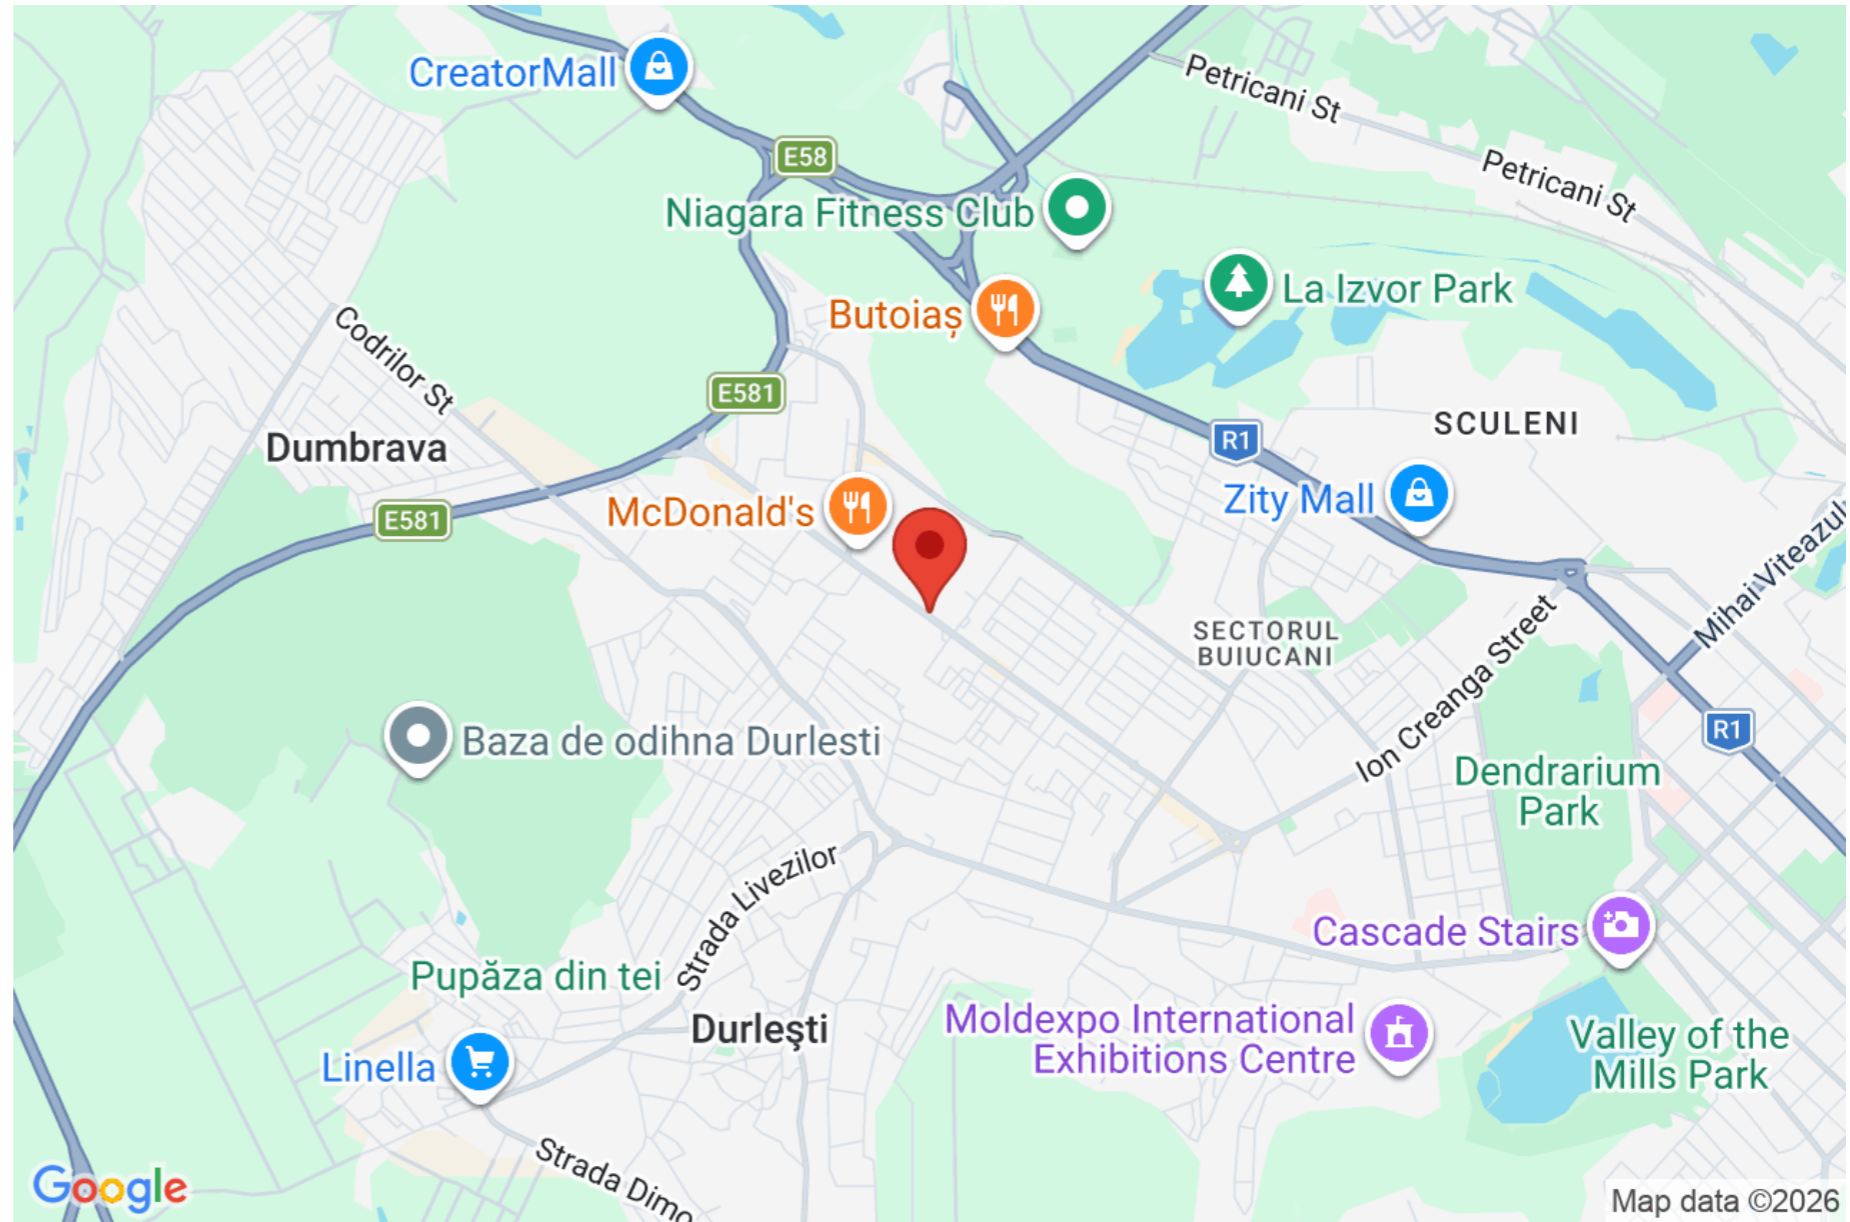 CreatorMall
Petricani St
E58
Petricani St
Niagara Fitness Club
La Izvor Park
Butoiaș
Codrilor St
E581
SCULENI
R1
Dumbrava
Zity Mall
McDonald's
E581
Mihai Viteazul
SECTORUL
BUIUCANI
Ion Creanga Street
R1
Baza de odihna Durlesti
Dendrarium
Park
Strada Livezilor
Cascade Stairs
Pupăza din tei
Durleşti
Moldexpo International
Exhibitions Centre
Valley of the
Mills Park
Linella
Strada Dimo
Google
Map data ©2026